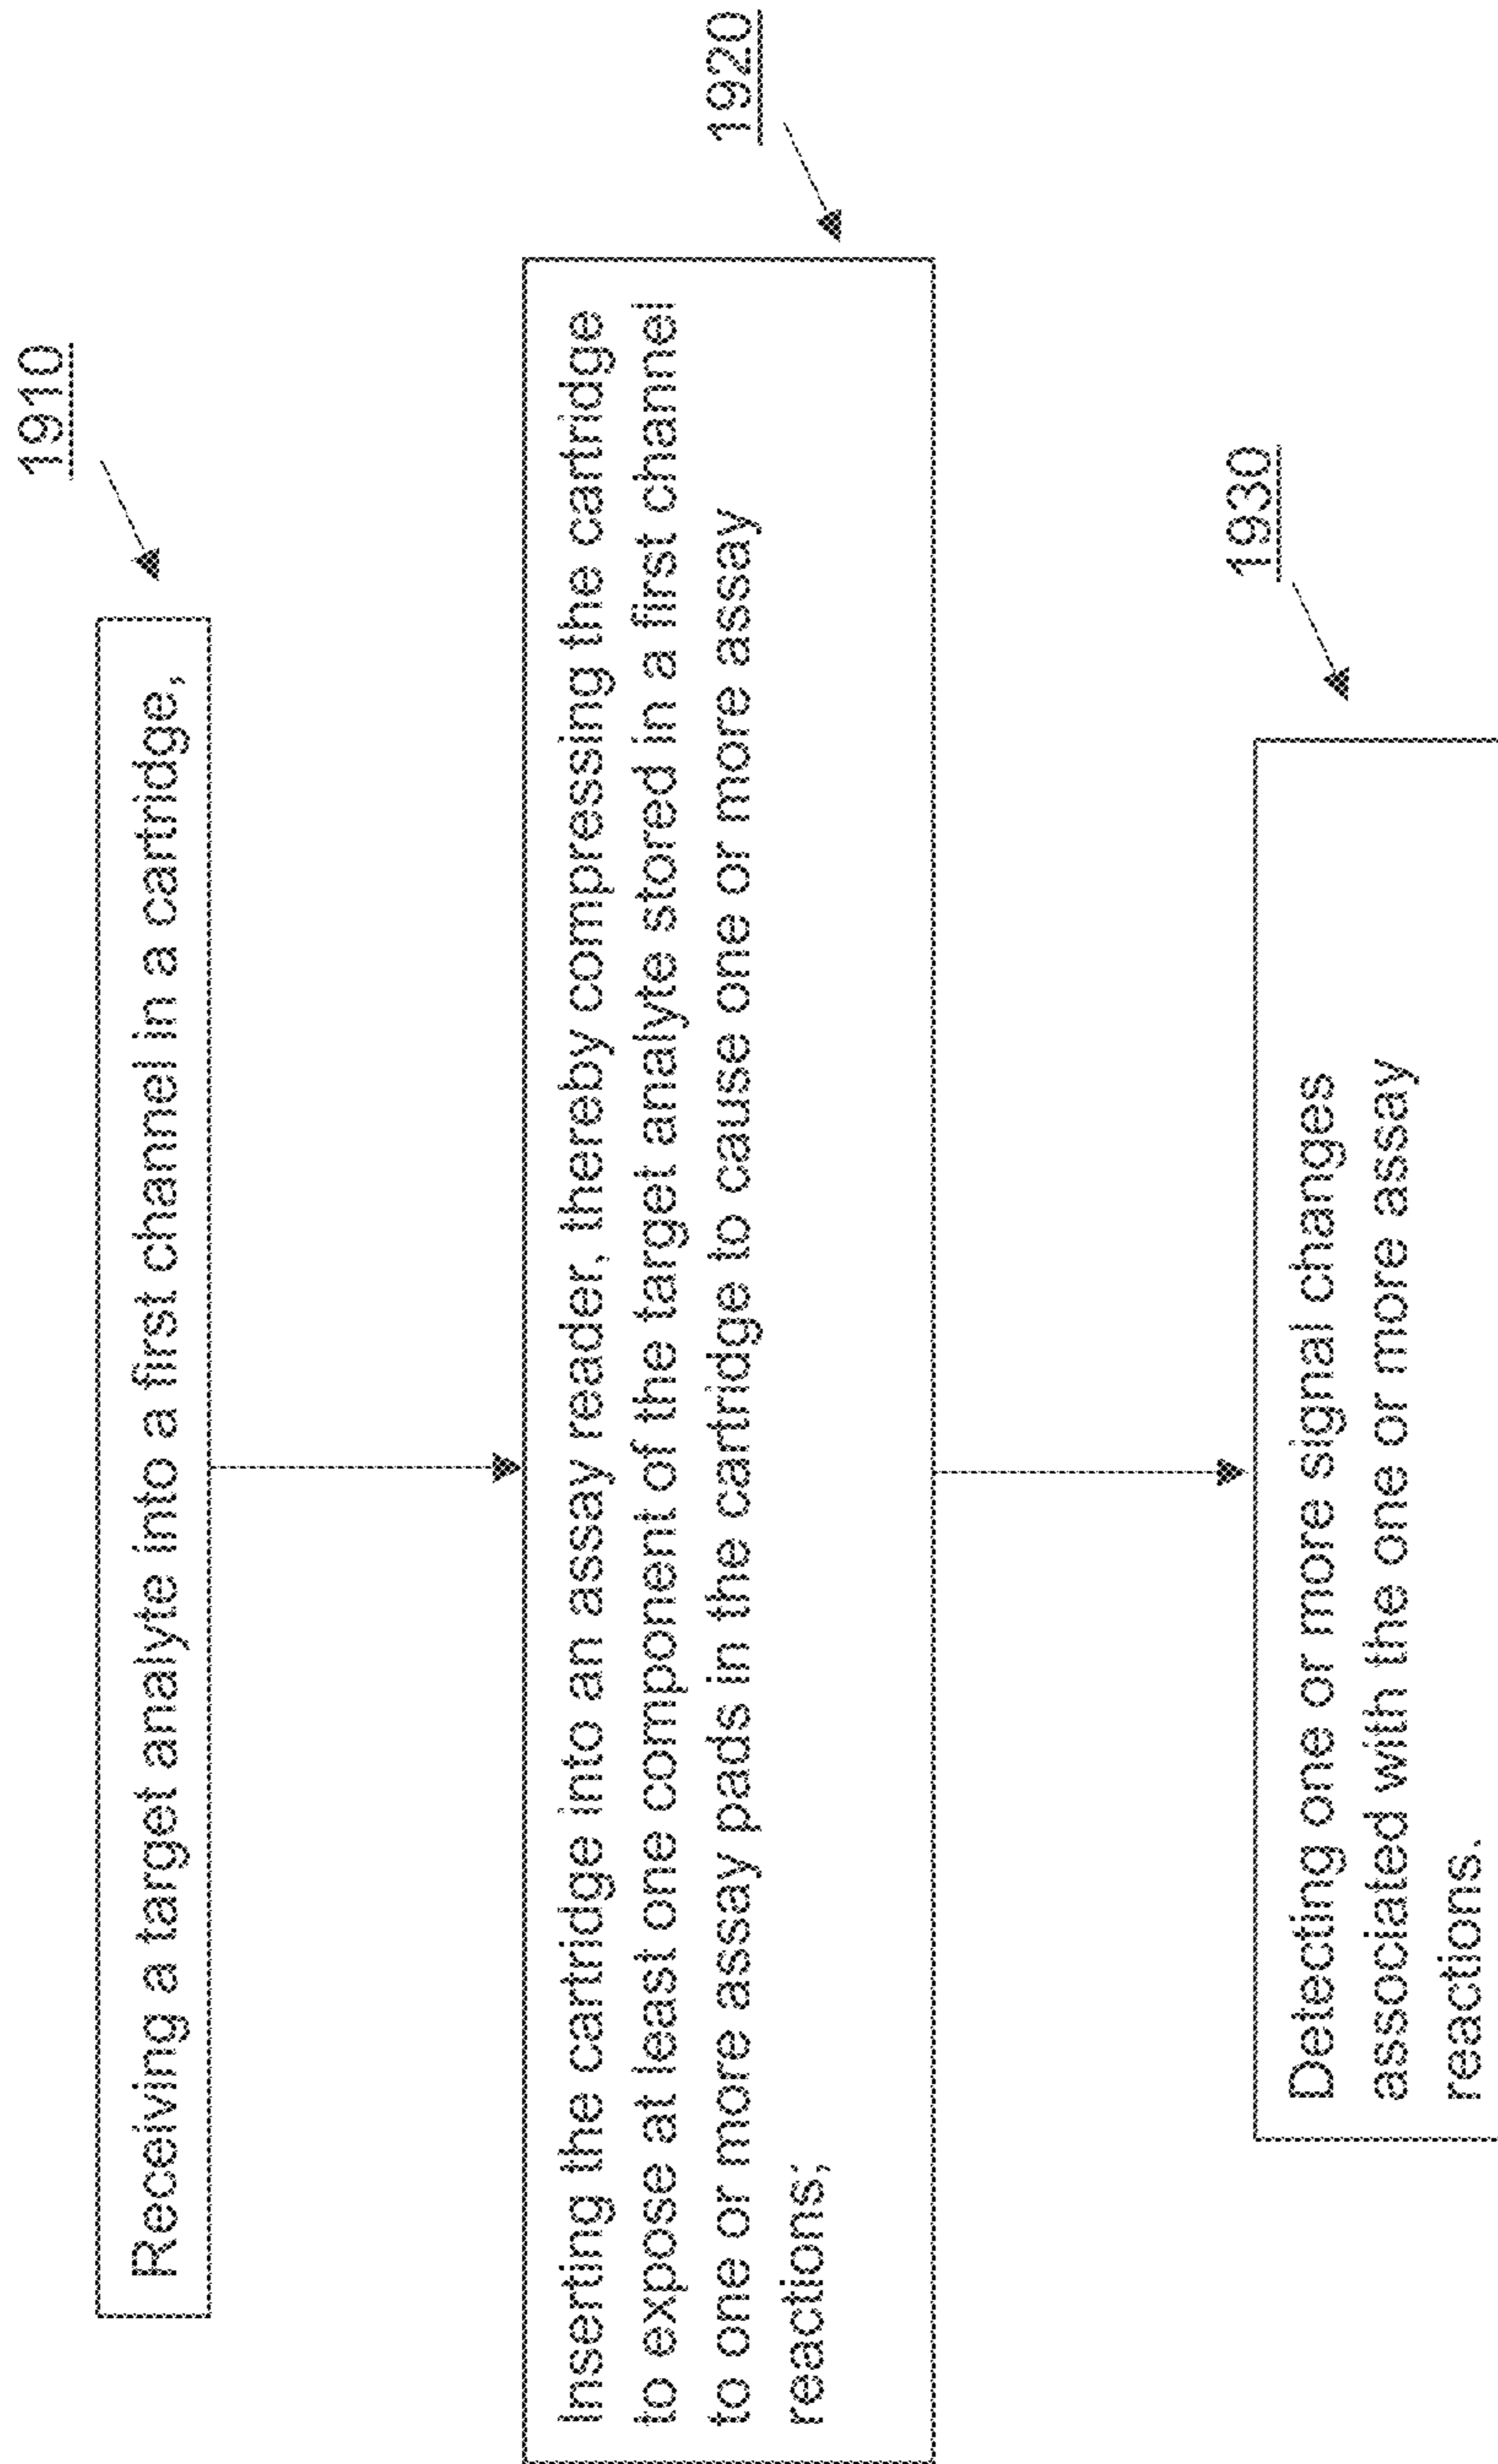 1910
Receiving a target analyte into a first channel in a cartridge,
1920
Inserting the cartridge into an assay reader, thereby compressing the cartridge
to expose at least one component of the target analyte stored in a first channel
to one or more assay pads in the cartridge to cause one or more assay
reactions;
1930
Detecting one or more signal changes
associated with the one or more assay
reactions.